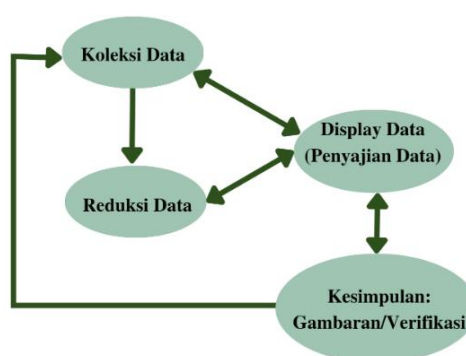 Koleksi Data
Display Data
(Penyajian Data)
Reduksi Data
Kesimpulan:
Gambaran/Verifikasi